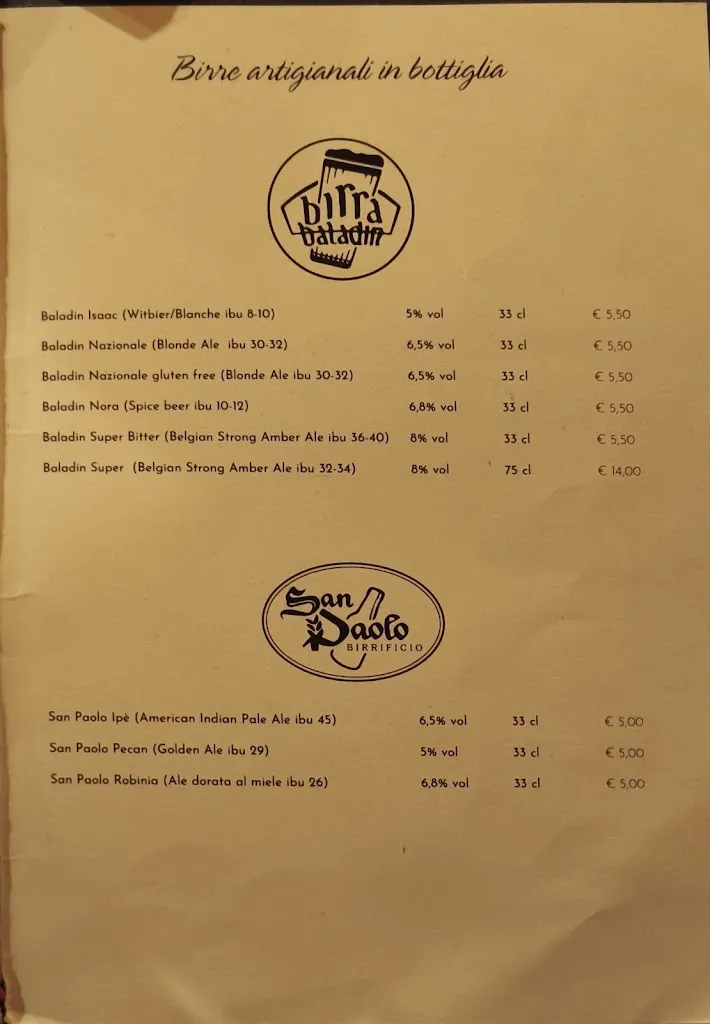 Birre artigianali in bottiglia
birra
baladin
Baladin Isaac (Witbier/Blanche ibu 8-10) 5% vol 33 cl € 5,50
Baladin Nazionale (Blonde Ale ibu 30-32) 6,5% vol 33 cl € 5,50
Baladin Nazionale gluten free (Blonde Ale ibu 30-32) 6,5% vol 33 cl € 5,50
Baladin Nora (Spice beer ibu 10-12) 6,8% vol 33 cl € 5,50
Baladin Super Bitter (Belgian Strong Amber Ale ibu 36-40) 8% vol 33 cl € 5,50
Baladin Super (Belgian Strong Amber Ale ibu 32-34) 8% vol 75 cl € 14,00
San
Paolo
BIRRIFICIO
San Paolo Ipè (American Indian Pale Ale ibu 45) 6,5% vol 33 cl € 5,00
San Paolo Pecan (Golden Ale ibu 29) 5% vol 33 cl € 5,00
San Paolo Robinia (Ale dorata al miele ibu 26) 6,8% vol 33 cl € 5,00